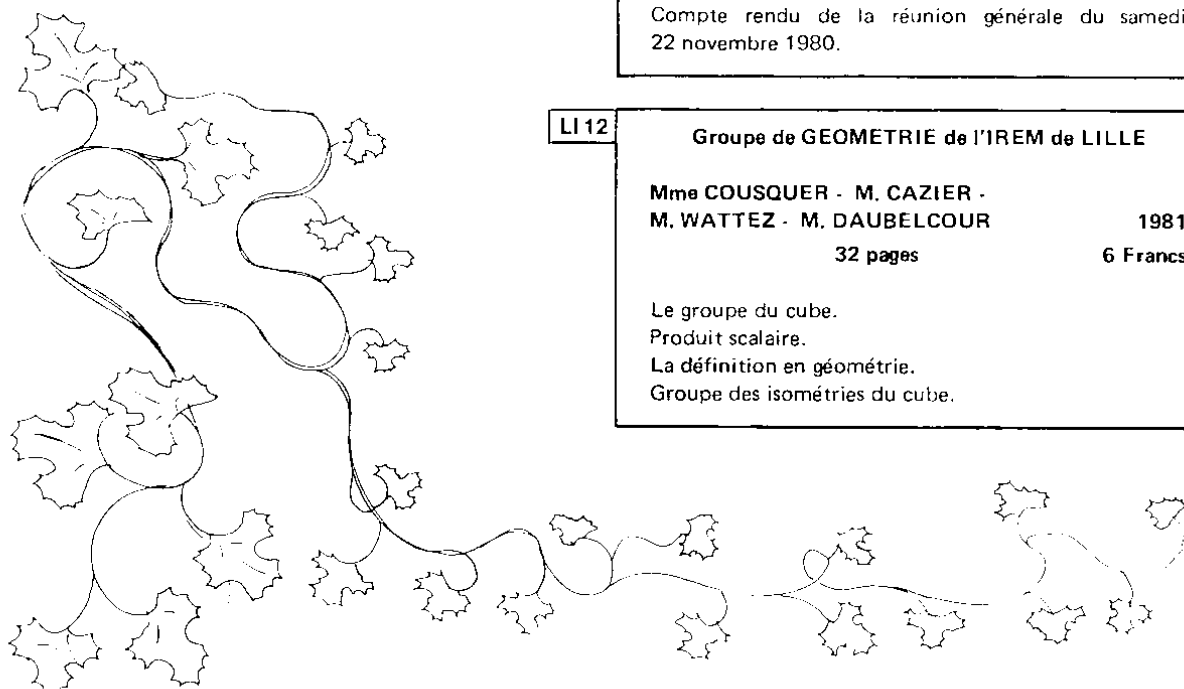 Compte rendu de la réunion générale du samedi
22 novembre 1980.
LI 12
Groupe de GEOMETRIE de l'IREM de LILLE
Mme COUSQUER - M. CAZIER -
M. WATTEZ - M. DAUBELCOUR 1981
32 pages 6 Francs
Le groupe du cube.
Produit scalaire.
La définition en géométrie.
Groupe des isométries du cube.